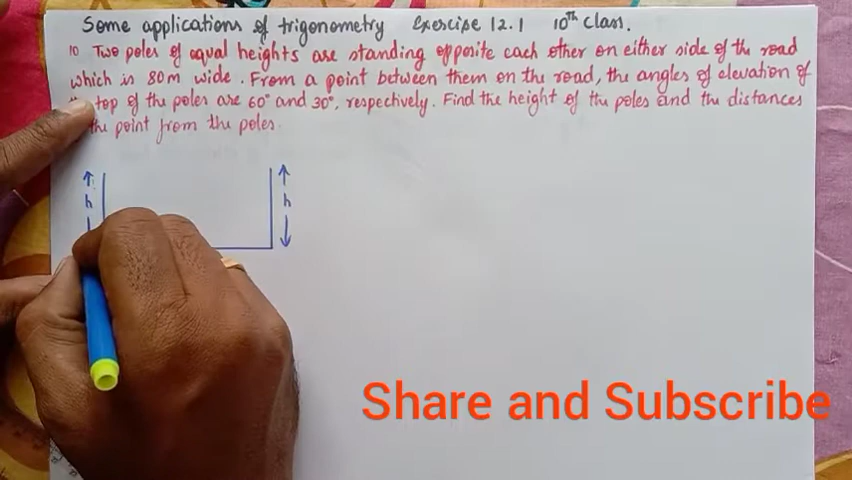 Some applications of trigonometry Exercise 12.1 10th Class.
10 Two poles of equal heights are standing opposite each other on either side of the road
which is 80m wide. From a point between them on the road, the angles of elevation of
top of the poles are 60° and 30°, respectively. Find the height of the poles and the distances
the point from the poles.
h h
Share and Subscribe